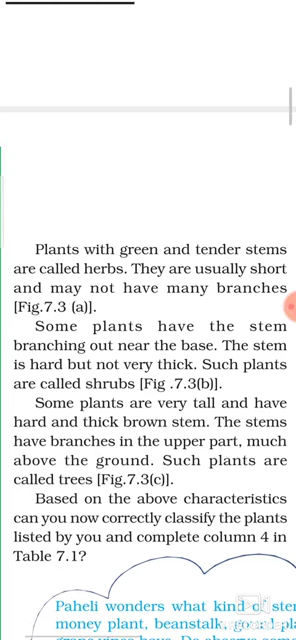 Plants with green and tender stems
are called herbs. They are usually short
and may not have many branches
[Fig.7.3 (a)].
Some plants have the stem
branching out near the base. The stem
is hard but not very thick. Such plants
are called shrubs [Fig .7.3(b)].
Some plants are very tall and have
hard and thick brown stem. The stems
have branches in the upper part, much
above the ground. Such plants are
called trees [Fig.7.3(c)].
Based on the above characteristics
can you now correctly classify the plants
listed by you and complete column 4 in
Table 7.1?
Paheli wonders what kind of
money plant, beanstalk,